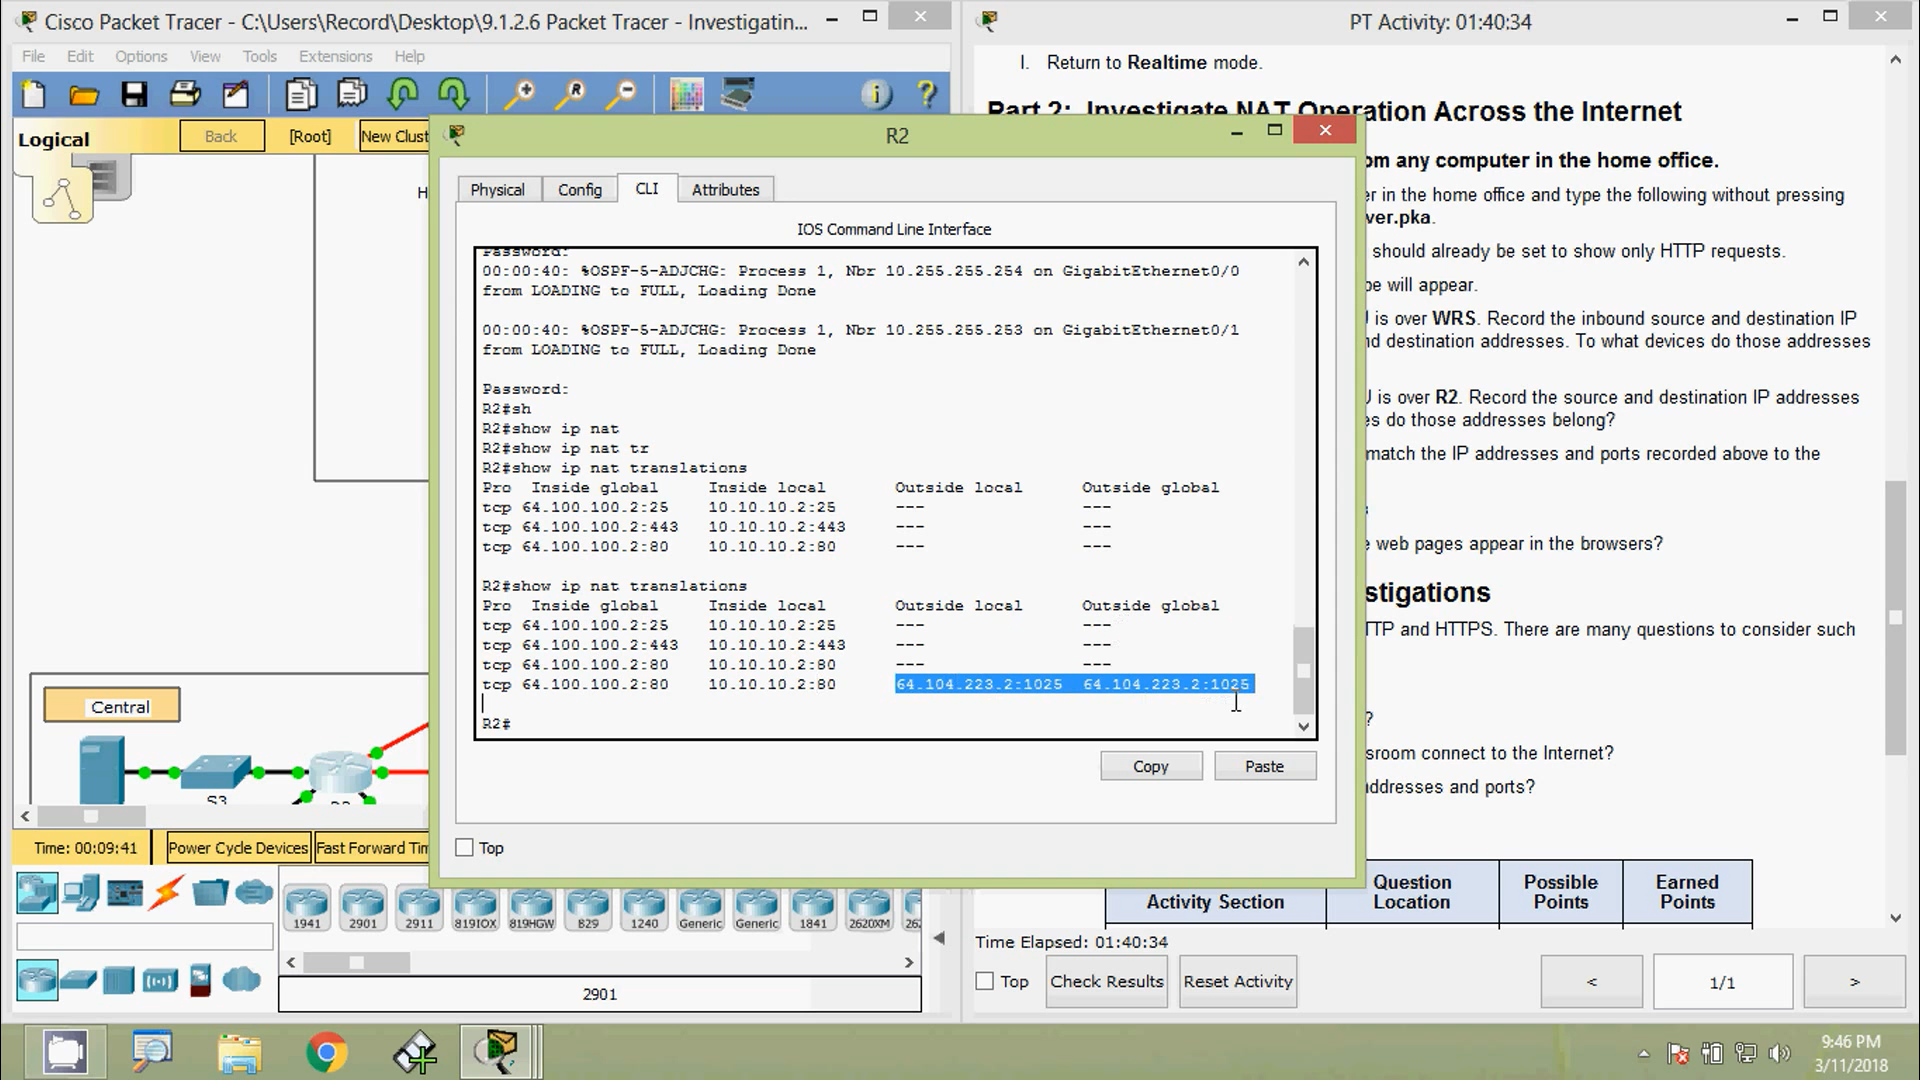 Cisco Packet Tracer - C:\Users\Record\Desktop\9.1.2.6 Packet Tracer - Investigatin...
File Edit Options View Tools Extensions Help
Logical
Back
[Root]
New Clust
Central
S3
Time: 00:09:41
Power Cycle Devices
Fast Forward Tim
1941 2901 2911 819IOX 819HGW 829 1240 Generic Generic 1841 2620XM 262
2901
R2
Physical Config CLI Attributes
IOS Command Line Interface
Password:
00:00:40: %OSPF-5-ADJCHG: Process 1, Nbr 10.255.255.254 on GigabitEthernet0/0
from LOADING to FULL, Loading Done
00:00:40: %OSPF-5-ADJCHG: Process 1, Nbr 10.255.255.253 on GigabitEthernet0/1
from LOADING to FULL, Loading Done
Password:
R2#sh
R2#show ip nat
R2#show ip nat tr
R2#show ip nat translations
Pro Inside global Inside local Outside local Outside global
tcp 64.100.100.2:25 10.10.10.2:25 --- ---
tcp 64.100.100.2:443 10.10.10.2:443 --- ---
tcp 64.100.100.2:80 10.10.10.2:80 --- ---
R2#show ip nat translations
Pro Inside global Inside local Outside local Outside global
tcp 64.100.100.2:25 10.10.10.2:25 --- ---
tcp 64.100.100.2:443 10.10.10.2:443 --- ---
tcp 64.100.100.2:80 10.10.10.2:80 --- ---
tcp 64.100.100.2:80 10.10.10.2:80 64.104.223.2:1025 64.104.223.2:1025
R2#
Copy Paste
Top
PT Activity: 01:40:34
l. Return to Realtime mode.
Part 2: Investigate NAT Operation Across the Internet
om any computer in the home office.
er in the home office and type the following without pressing
ver.pka.
should already be set to show only HTTP requests.
be will appear.
is over WRS. Record the inbound source and destination IP
nd destination addresses. To what devices do those addresses
is over R2. Record the source and destination IP addresses
es do those addresses belong?
match the IP addresses and ports recorded above to the
e web pages appear in the browsers?
stigations
TTP and HTTPS. There are many questions to consider such
?
sroom connect to the Internet?
ddresses and ports?
Activity Section
Question Location
Possible Points
Earned Points
Time Elapsed: 01:40:34
Top
Check Results
Reset Activity
<
1/1
>
9:46 PM
3/11/2018